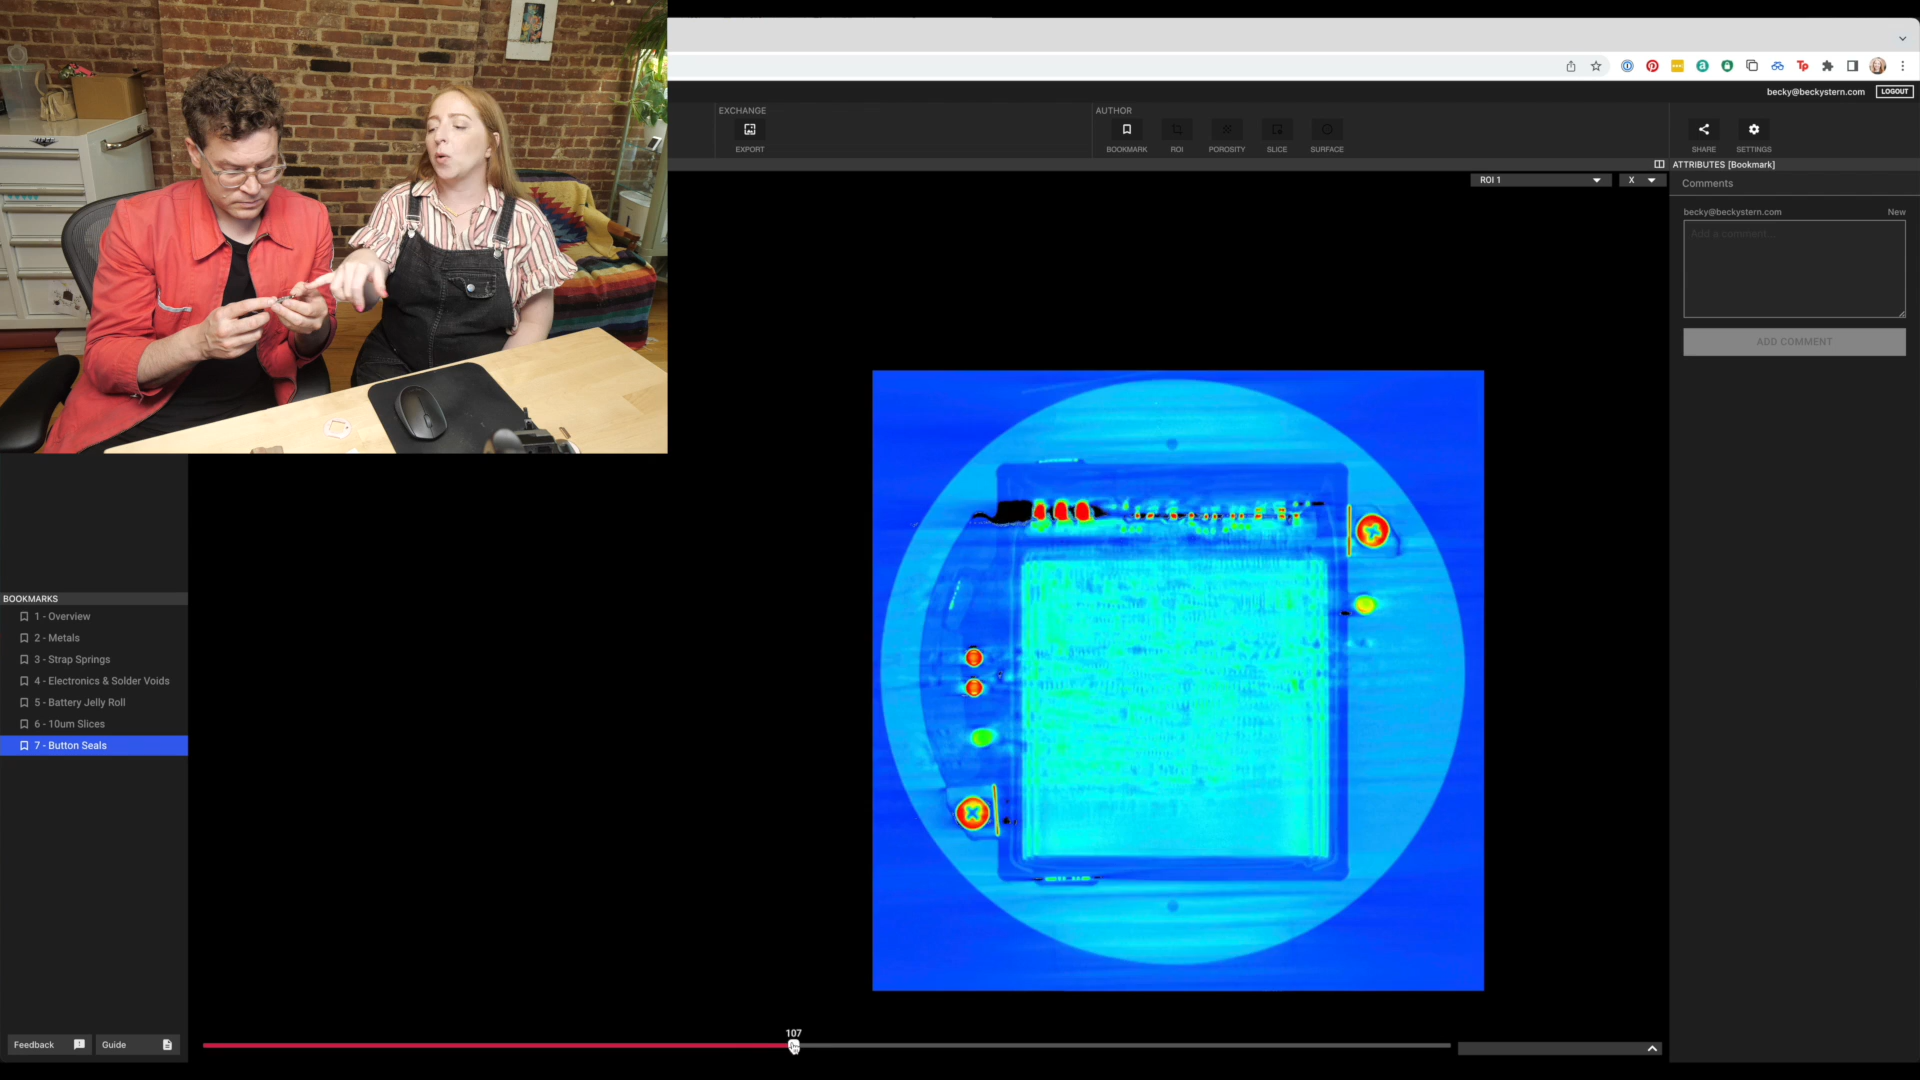 becky@beckystern.com
LOGOUT
EXCHANGE
EXPORT
AUTHOR
BOOKMARK
ROI
POROSITY
SLICE
SURFACE
SHARE
SETTINGS
ATTRIBUTES [Bookmark]
ROI 1
X
Comments
becky@beckystern.com
New
Add a comment...
ADD COMMENT
BOOKMARKS
1 - Overview
2 - Metals
3 - Strap Springs
4 - Electronics & Solder Voids
5 - Battery Jelly Roll
6 - 10um Slices
7 - Button Seals
107
Feedback
Guide